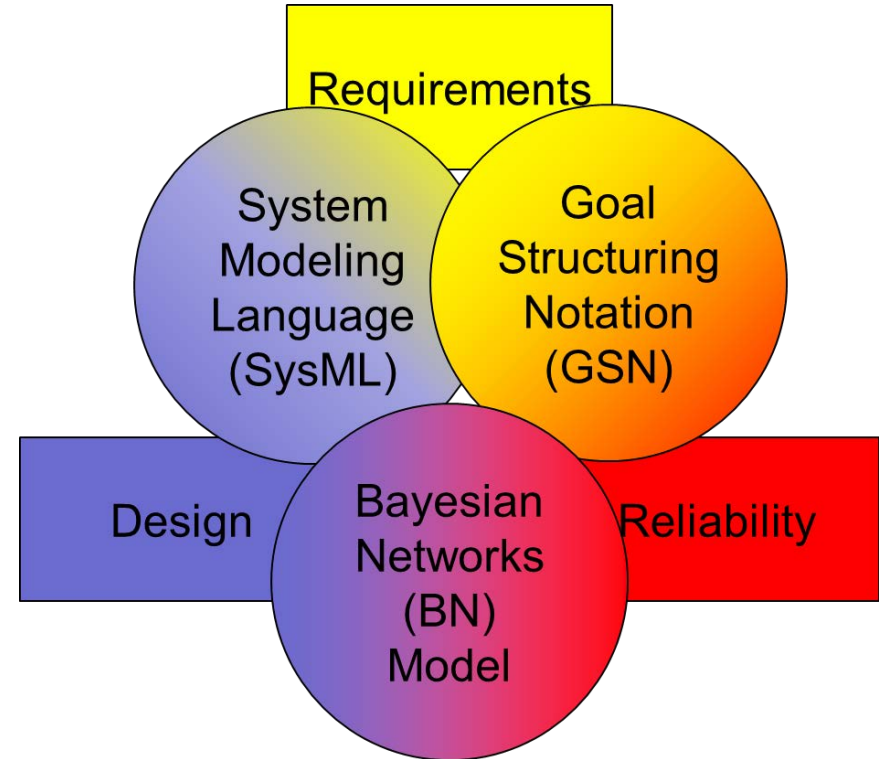 Requirements
System
Modeling
Language
(SysML)
Goal
Structuring
Notation
(GSN)
Design
Bayesian
Networks
(BN)
Model
Reliability